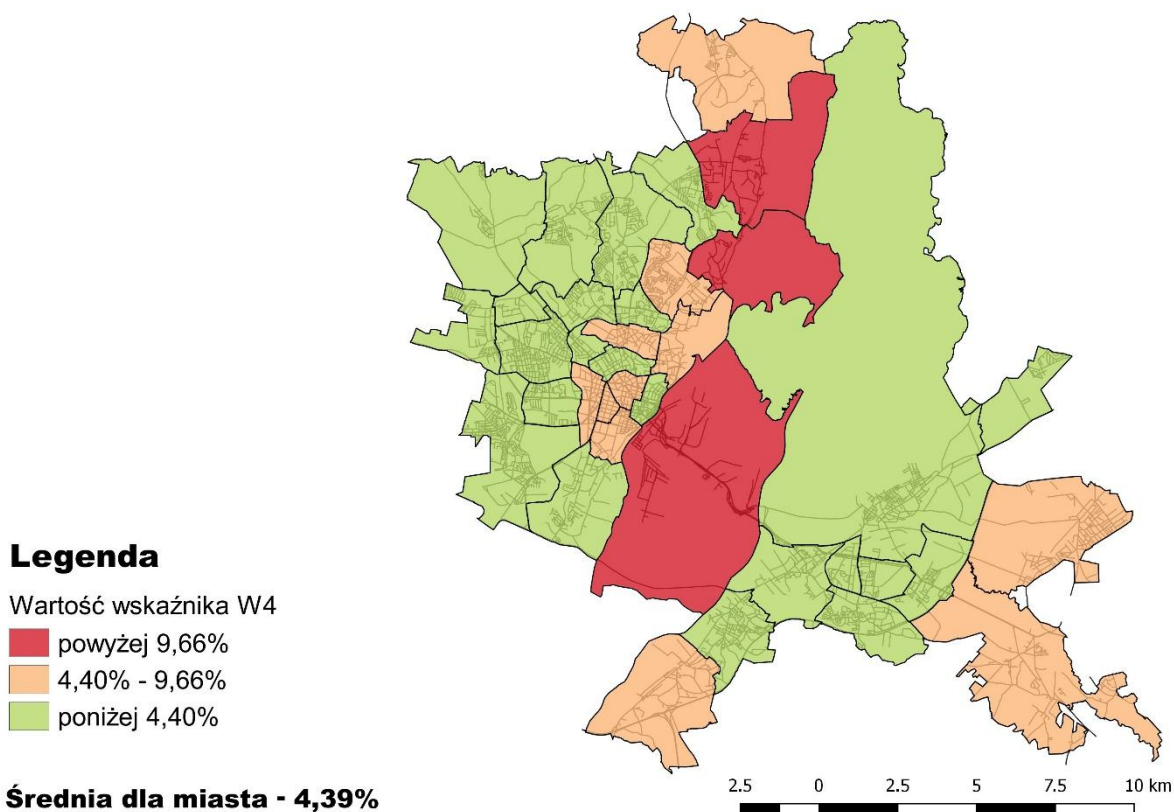 Legenda
Wartość wskaźnika W4
powyżej 9,66%
4,40% - 9,66%
poniżej 4,40%
Średnia dla miasta - 4,39%
2.5 0 2.5 5 7.5 10 km